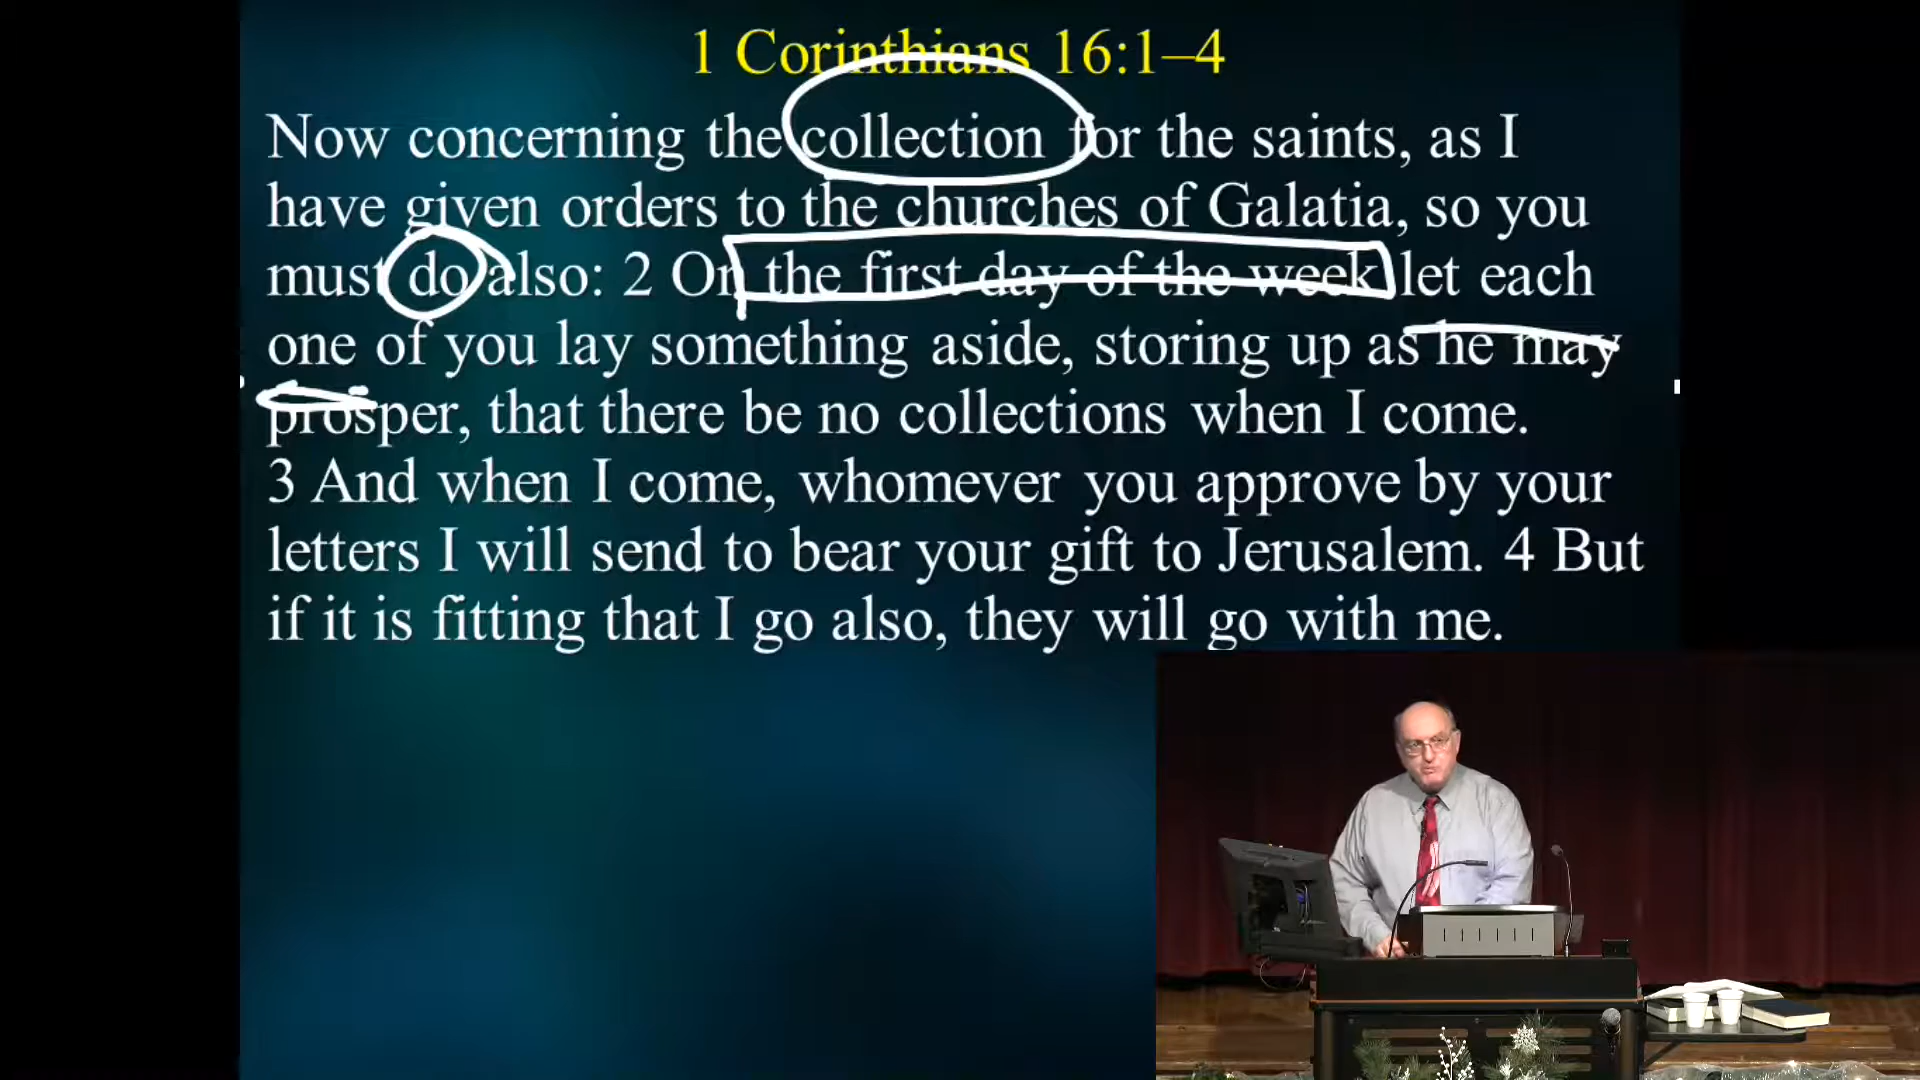 1 Corinthians 16:1–4
Now concerning the collection for the saints, as I
have given orders to the churches of Galatia, so you
must do also: 2 On the first day of the week let each
one of you lay something aside, storing up as he may
prosper, that there be no collections when I come.
3 And when I come, whomever you approve by your
letters I will send to bear your gift to Jerusalem. 4 But
if it is fitting that I go also, they will go with me.